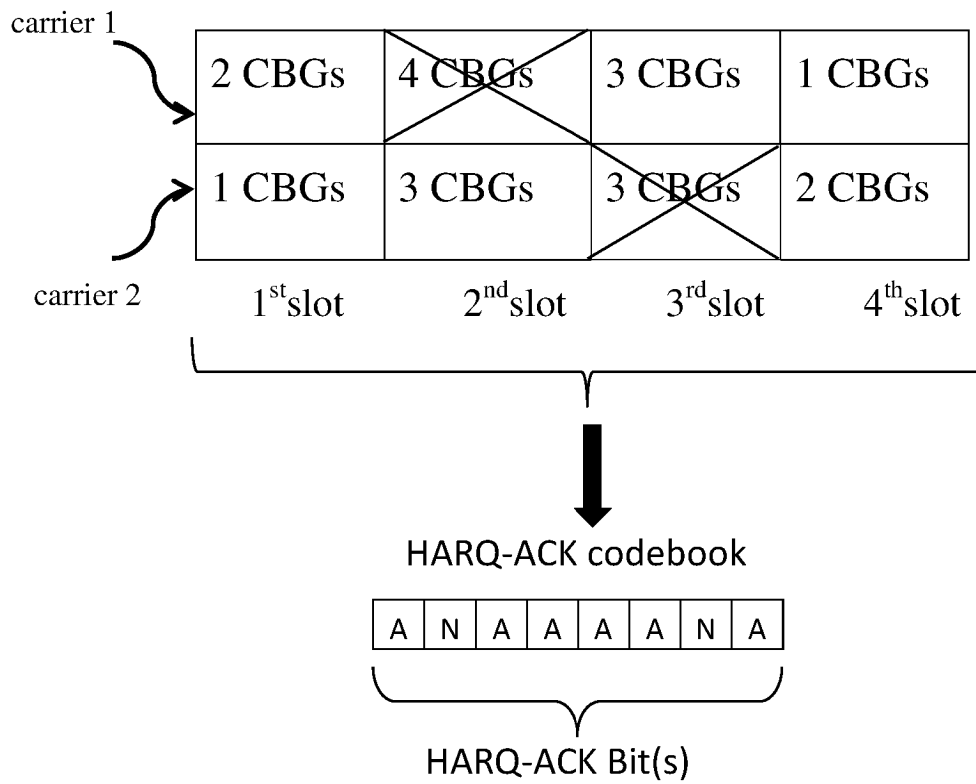 carrier 1
2 CBGs 4 CBGs 3 CBGs 1 CBGs
1 CBGs 3 CBGs 3 CBGs 2 CBGs
carrier 2
1st slot 2nd slot 3rd slot 4th slot
HARQ-ACK codebook
A N A A A A N A
HARQ-ACK Bit(s)